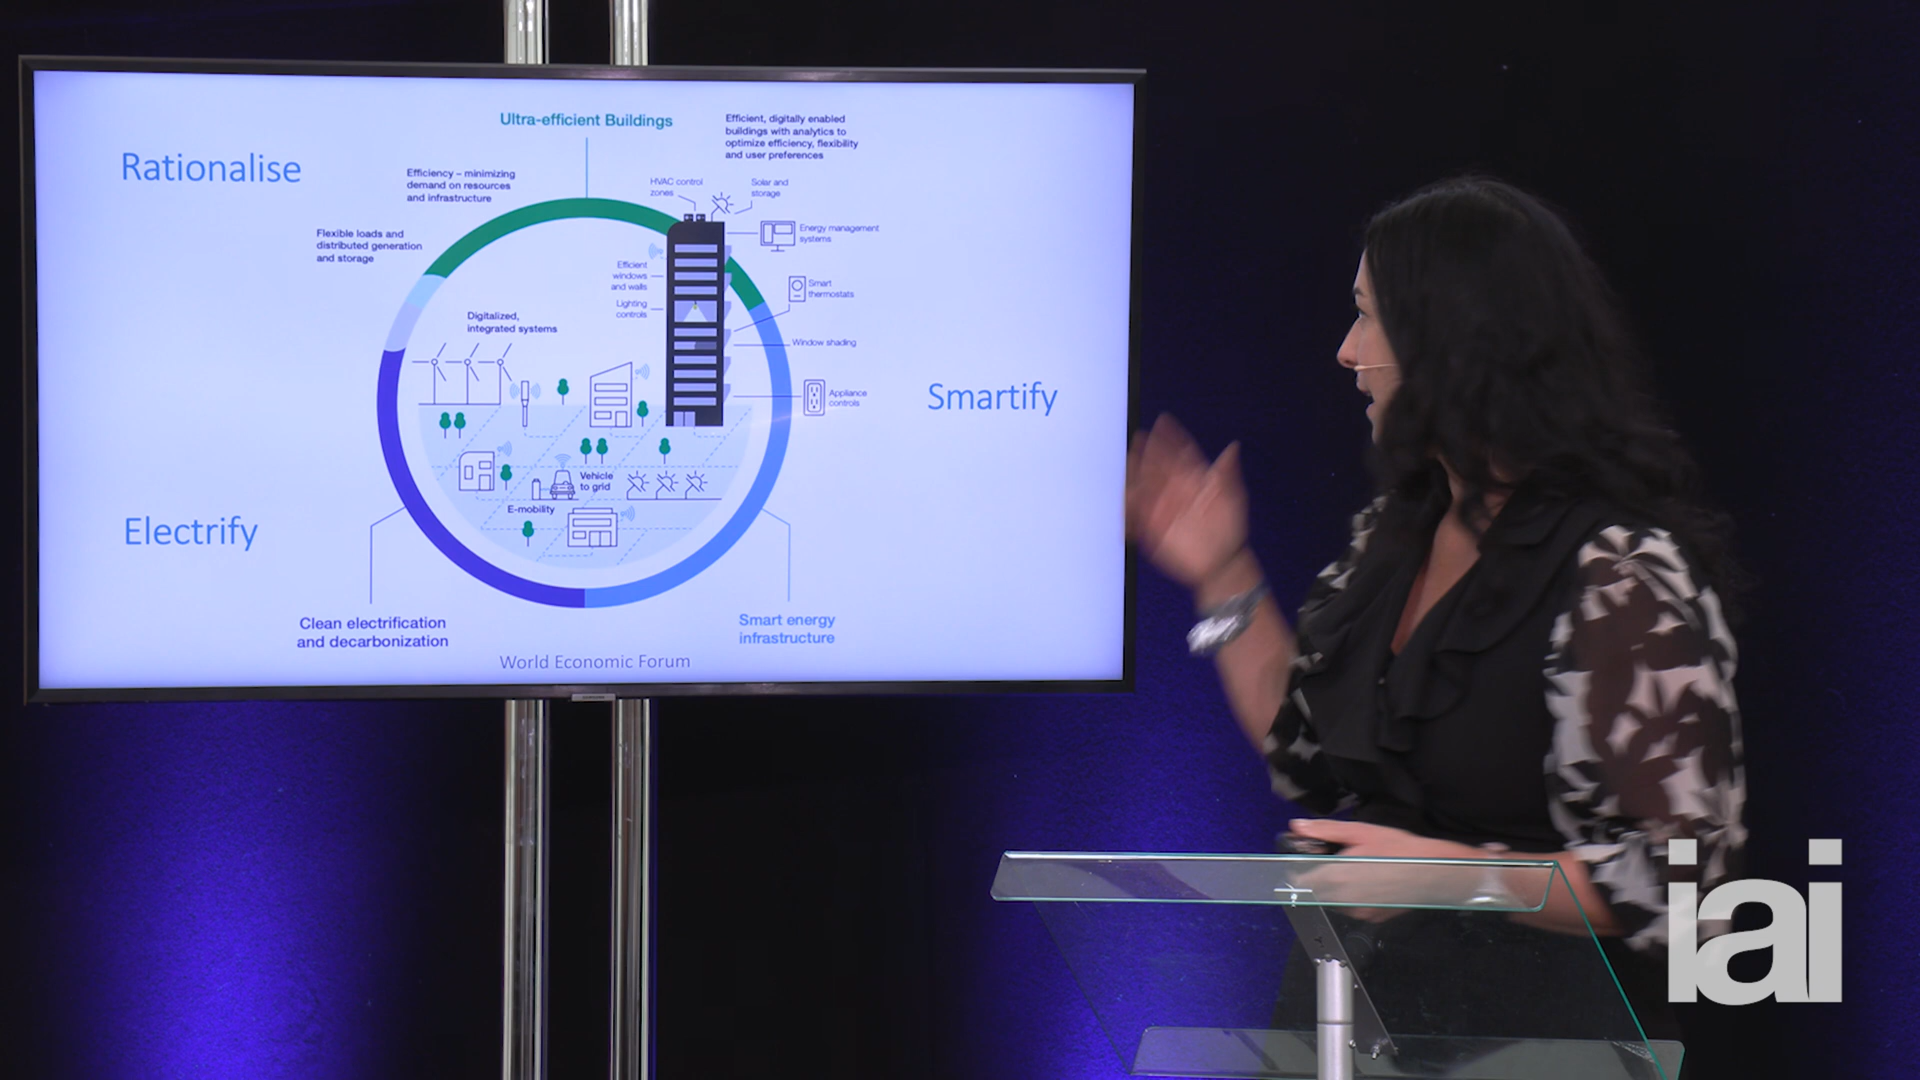 Ultra-efficient Buildings
Efficient, digitally enabled
buildings with analytics to
optimize efficiency, flexibility
and user preferences
Rationalise
Efficiency – minimizing
demand on resources
and infrastructure
HVAC control
zones
Solar and
storage
Flexible loads and
distributed generation
and storage
Energy management
systems
Efficient
windows
and walls
Lighting
controls
Smart
thermostats
Digitalized,
integrated systems
Window shading
Appliance
controls
Smartify
Vehicle
to grid
E-mobility
Electrify
Clean electrification
and decarbonization
Smart energy
infrastructure
World Economic Forum
iai